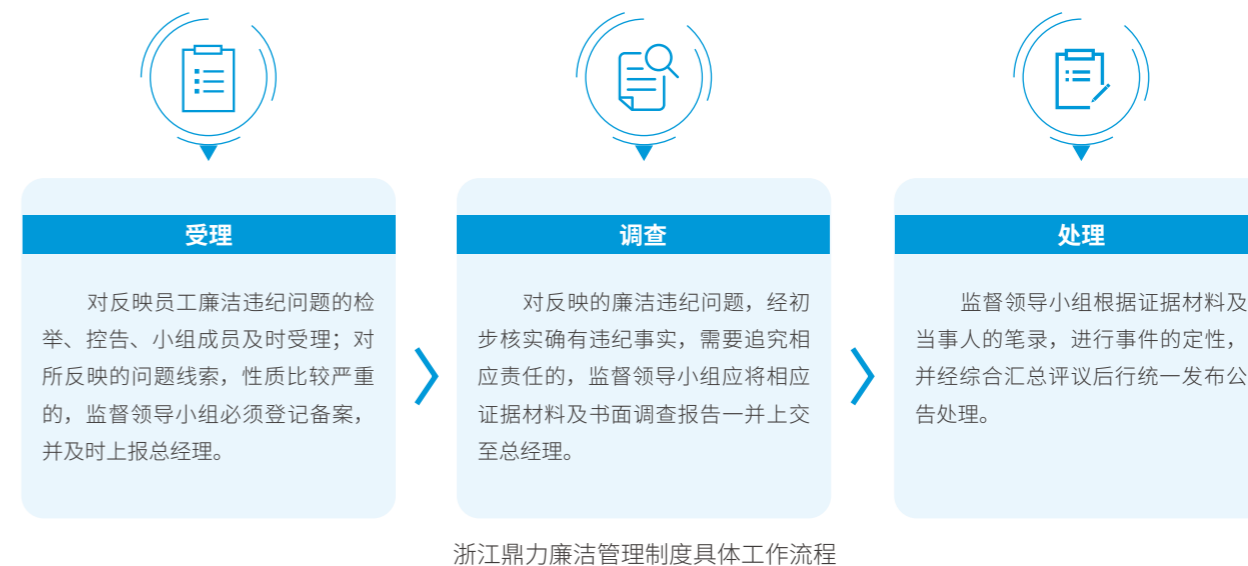 受理
对反映员工廉洁违纪问题的检
举、控告、小组成员及时受理；对
所反映的问题线索，性质比较严重
的，监督领导小组必须登记备案，
并及时上报总经理。
调查
对反映的廉洁违纪问题，经初
步核实确有违纪事实，需要追究相
应责任的，监督领导小组应将相应
证据材料及书面调查报告一并上交
至总经理。
处理
监督领导小组根据证据材料及
当事人的笔录，进行事件的定性，
并经综合汇总评议后行统一发布公
告处理。
浙江鼎力廉洁管理制度具体工作流程